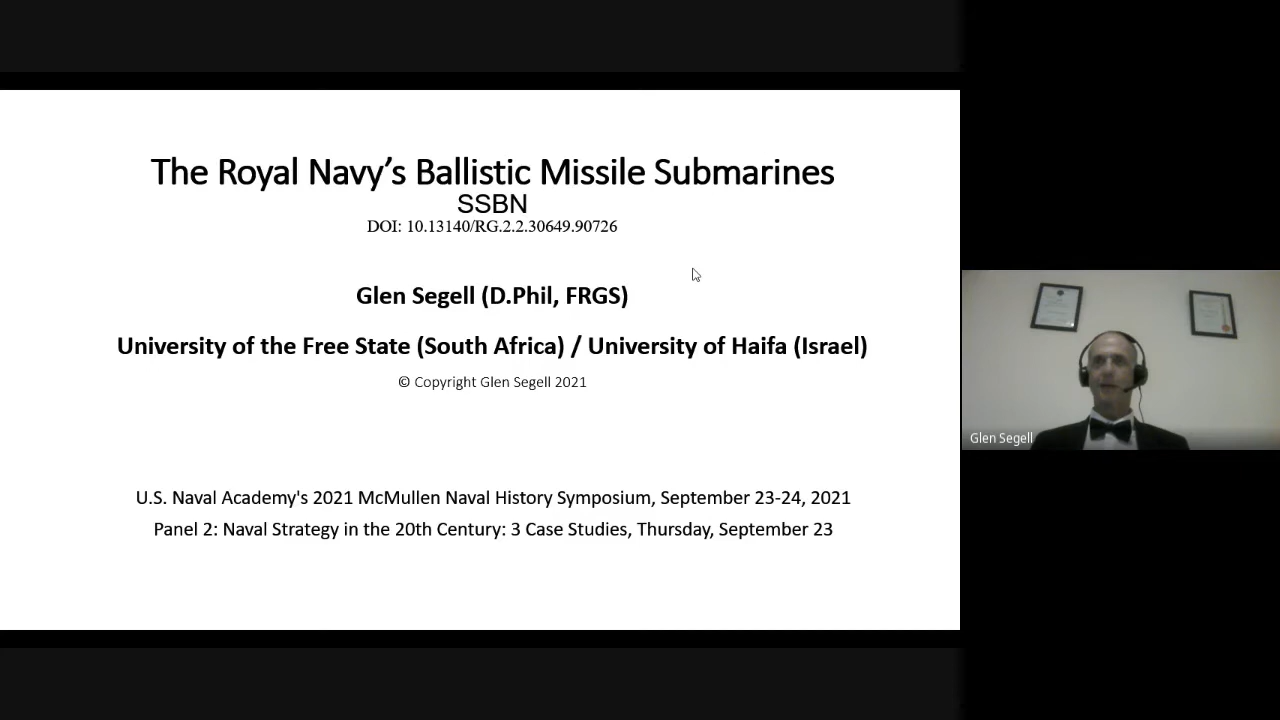 The Royal Navy’s Ballistic Missile Submarines
SSBN
DOI: 10.13140/RG.2.2.30649.90726
Glen Segell (D.Phil, FRGS)
University of the Free State (South Africa) / University of Haifa (Israel)
© Copyright Glen Segell 2021
U.S. Naval Academy's 2021 McMullen Naval History Symposium, September 23-24, 2021
Panel 2: Naval Strategy in the 20th Century: 3 Case Studies, Thursday, September 23
Glen Segell